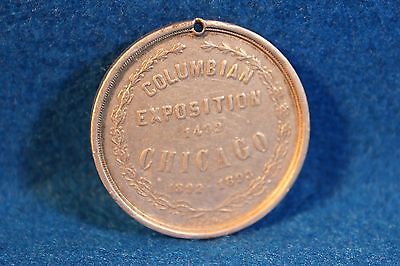 COLUMBIAN
EXPOSITION
1492
CHICAGO
1892-1893